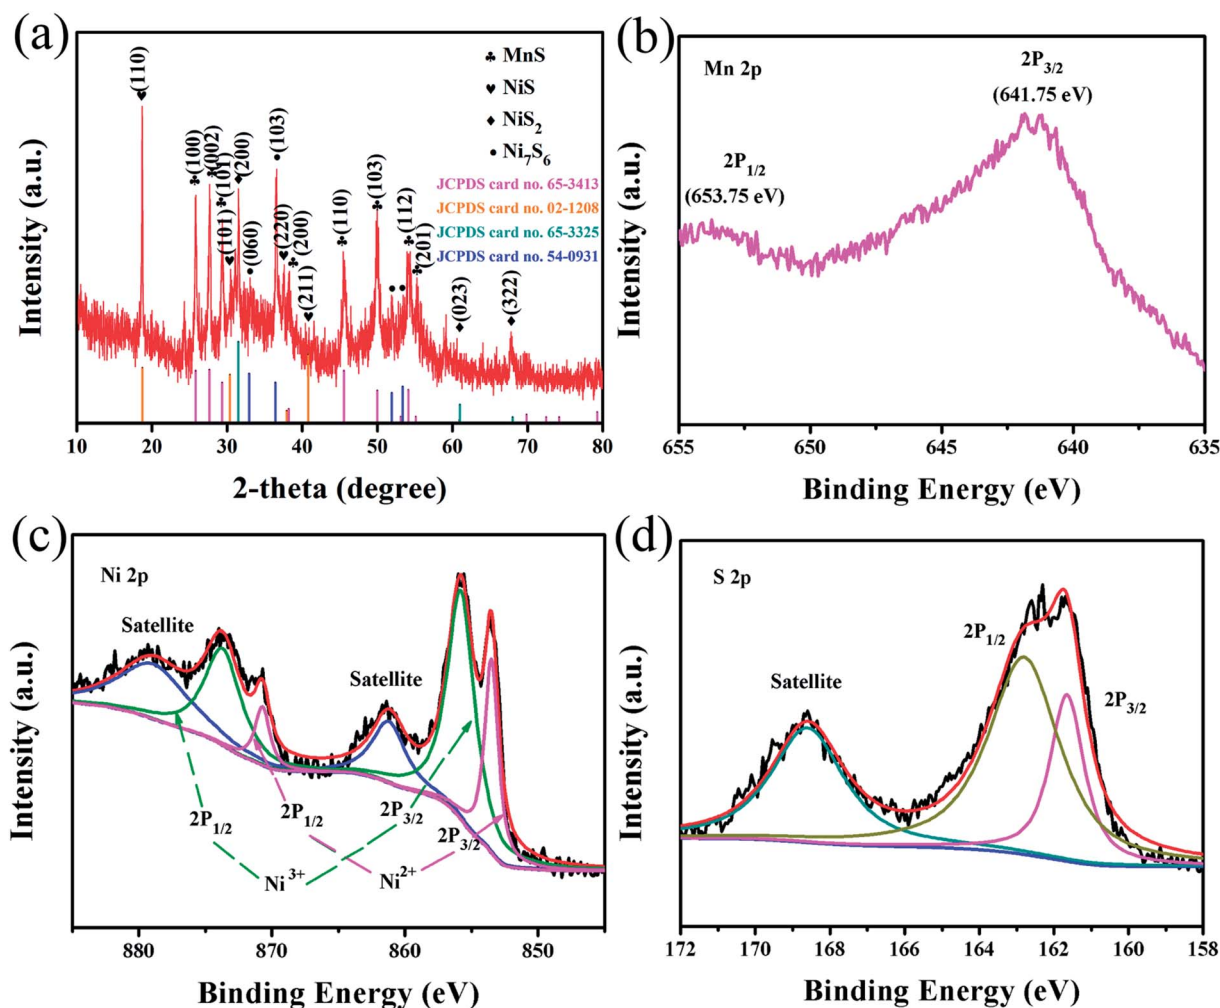 (a)
♥(110)
♣(100)
♣(002)
♣(101)
♥(101)
♦(200)
•(060)
•(103)
♥(220)
♣(200)
♥(211)
♣(110)
♣(103)
• •
♣(112)
♣(201)
♦(023)
♦(322)
♣ MnS
♥ NiS
♦ NiS₂
• Ni₇S₆
JCPDS card no. 65-3413
JCPDS card no. 02-1208
JCPDS card no. 65-3325
JCPDS card no. 54-0931
Intensity (a.u.)
10 20 30 40 50 60 70 80
2-theta (degree)
(b)
Mn 2p
2P3/2
(641.75 eV)
2P1/2
(653.75 eV)
Intensity (a.u.)
655 650 645 640 635
Binding Energy (eV)
(c)
Ni 2p
Satellite
Satellite
2P1/2
2P1/2
2P3/2
2P3/2
Ni3+
Ni2+
Intensity (a.u.)
880 870 860 850
Binding Energy (eV)
(d)
S 2p
2P1/2
Satellite
2P3/2
Intensity (a.u.)
172 170 168 166 164 162 160 158
Binding Energy (eV)